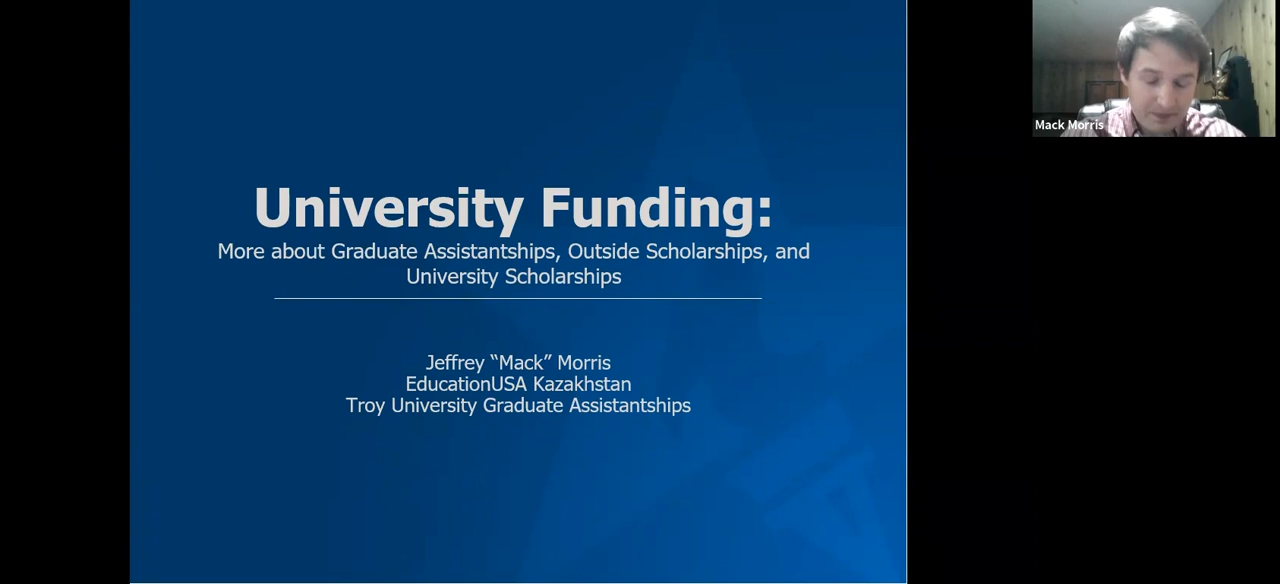 University Funding:
More about Graduate Assistantships, Outside Scholarships, and
University Scholarships
Jeffrey “Mack” Morris
EducationUSA Kazakhstan
Troy University Graduate Assistantships
Mack Morris